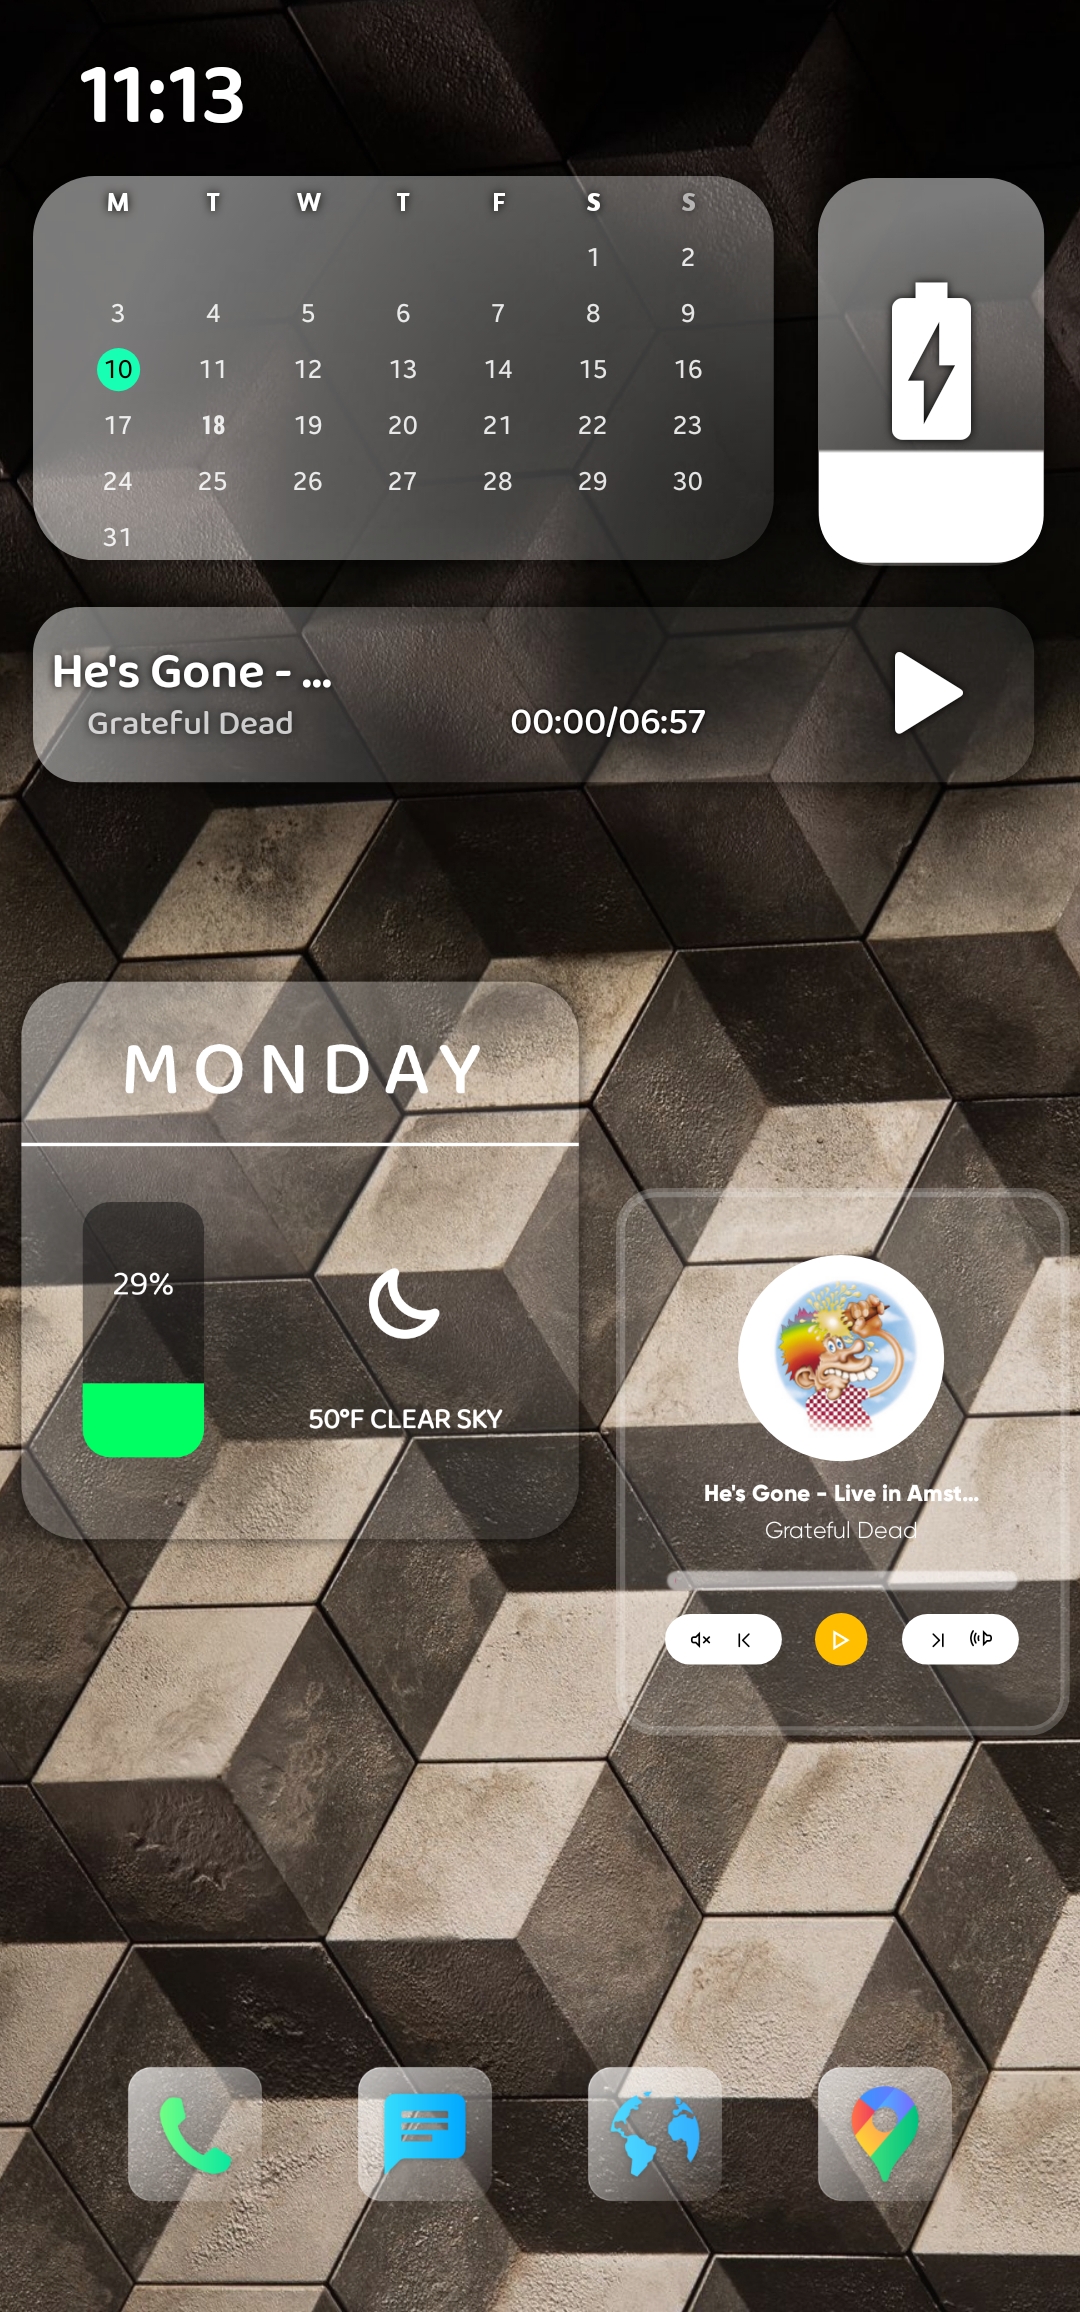 11:13
M T W T F S S
1 2
3 4 5 6 7 8 9
10 11 12 13 14 15 16
17 18 19 20 21 22 23
24 25 26 27 28 29 30
31
He's Gone - ...
Grateful Dead
00:00/06:57
MONDAY
29%
50°F CLEAR SKY
He's Gone - Live in Amst...
Grateful Dead